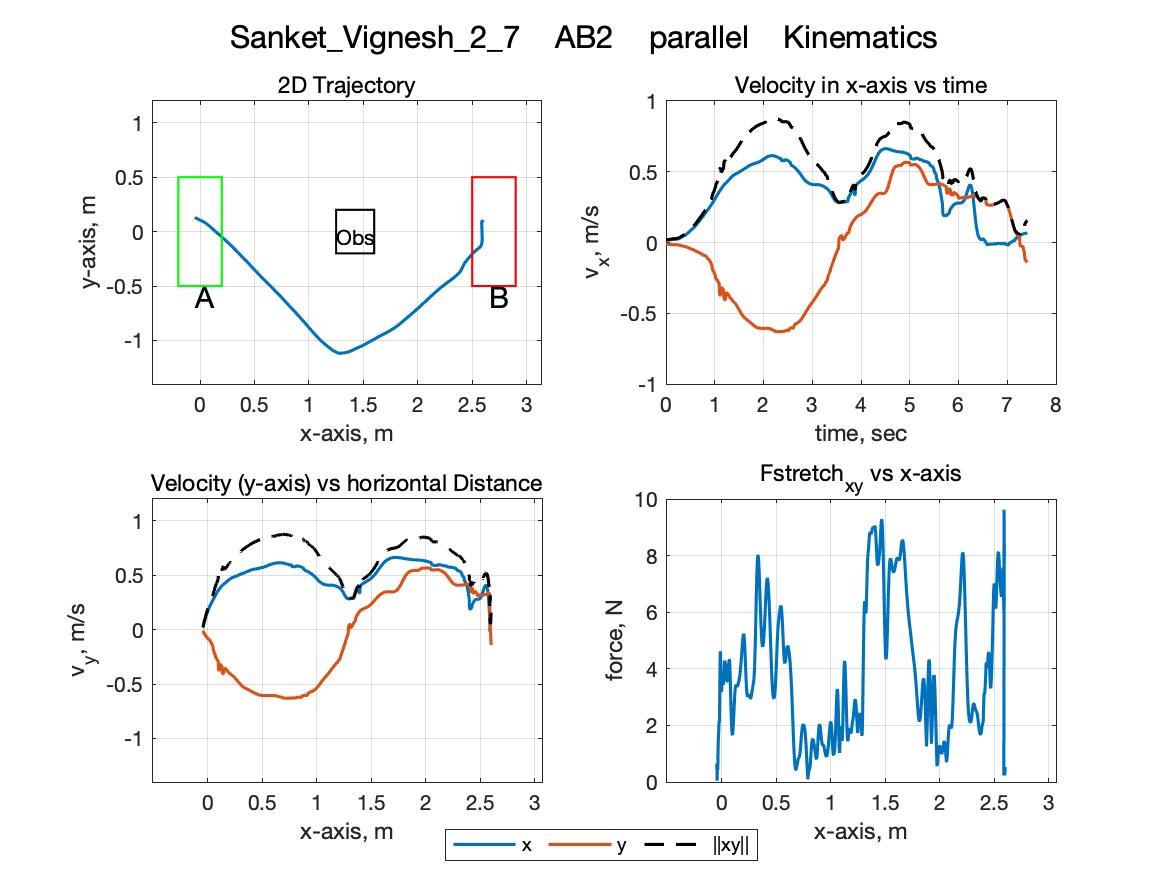 Sanket_Vignesh_2_7 AB2 parallel Kinematics
2D Trajectory
1
0.5
0
-0.5
-1
y-axis, m
Obs
A
B
0 0.5 1 1.5 2 2.5 3
x-axis, m
Velocity in x-axis vs time
1
0.5
0
-0.5
-1
v_x, m/s
0 1 2 3 4 5 6 7 8
time, sec
Velocity (y-axis) vs horizontal Distance
1
0.5
0
-0.5
-1
v_y, m/s
0 0.5 1 1.5 2 2.5 3
x-axis, m
Fstretch_xy vs x-axis
10
8
6
4
2
0
force, N
0 0.5 1 1.5 2 2.5 3
x-axis, m
x y ||xy||